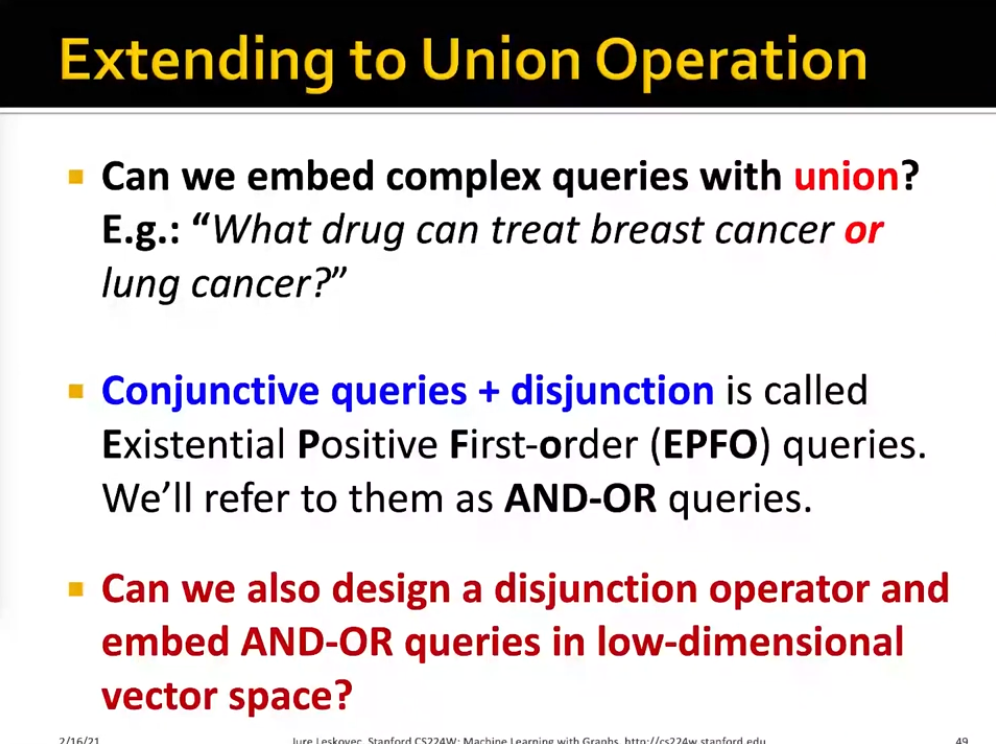 Extending to Union Operation
Can we embed complex queries with union?
E.g.: “What drug can treat breast cancer or
lung cancer?”
Conjunctive queries + disjunction is called
Existential Positive First-order (EPFO) queries.
We’ll refer to them as AND-OR queries.
Can we also design a disjunction operator and
embed AND-OR queries in low-dimensional
vector space?
2/16/21 Jure Leskovec, Stanford CS224W: Machine Learning with Graphs, http://cs224w.stanford.edu 49